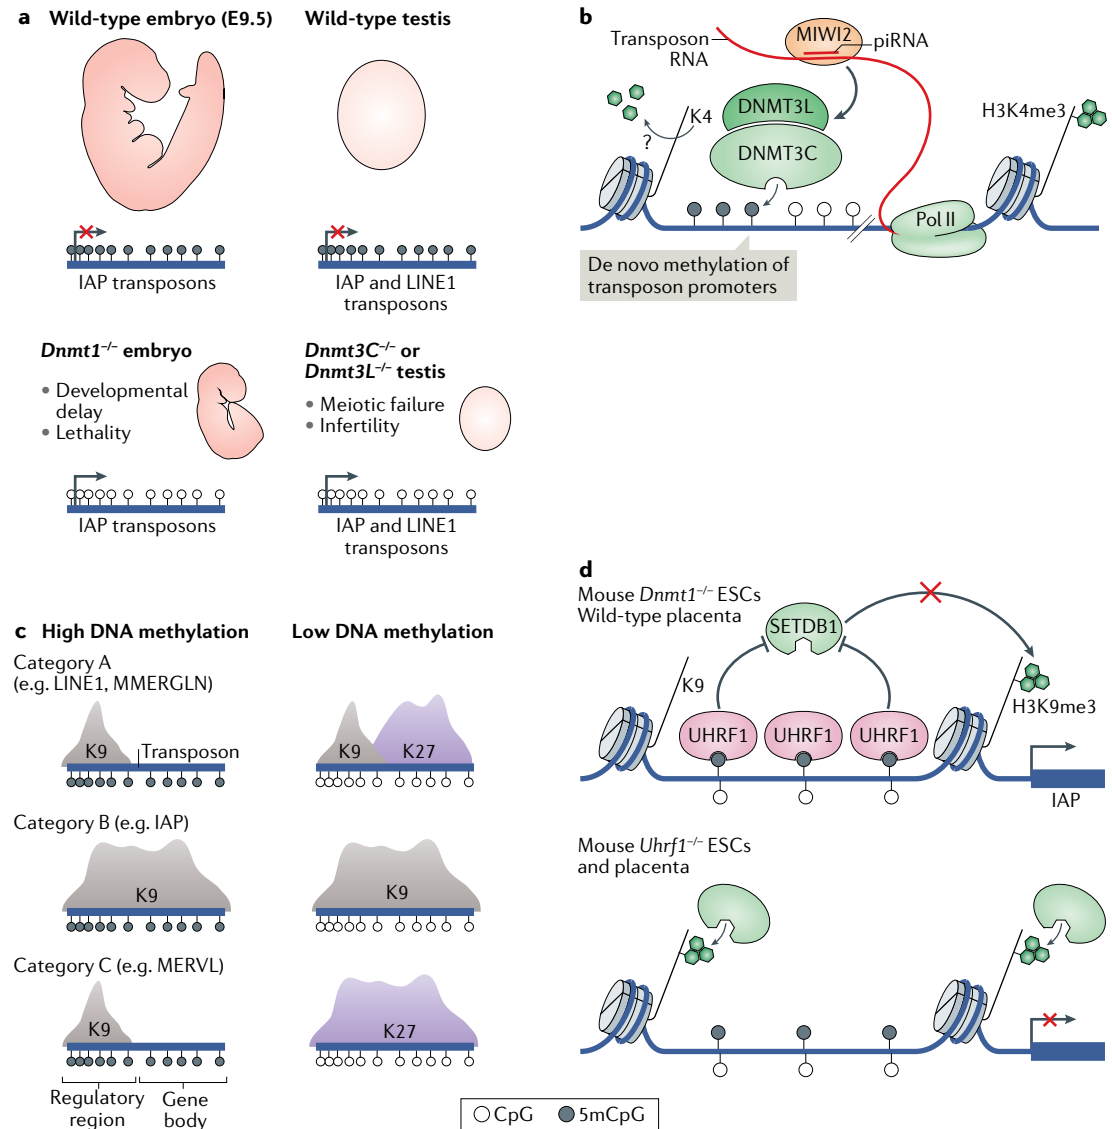 a
Wild-type embryo (E9.5)
Wild-type testis
IAP transposons
IAP and LINE1
transposons
Dnmt1–/– embryo
• Developmental
delay
• Lethality
Dnmt3C–/– or
Dnmt3L–/– testis
• Meiotic failure
• Infertility
IAP transposons
IAP and LINE1
transposons
b
Transposon
RNA
MIWI2
piRNA
K4
?
DNMT3L
DNMT3C
H3K4me3
Pol II
De novo methylation of
transposon promoters
c
High DNA methylation
Low DNA methylation
Category A
(e.g. LINE1, MMERGLN)
K9
Transposon
K9
K27
Category B (e.g. IAP)
K9
K9
Category C (e.g. MERVL)
K9
K27
Regulatory
region
Gene
body
d
Mouse Dnmt1–/– ESCs
Wild-type placenta
SETDB1
K9
H3K9me3
UHRF1
UHRF1
UHRF1
IAP
Mouse Uhrf1–/– ESCs
and placenta
CpG
5mCpG